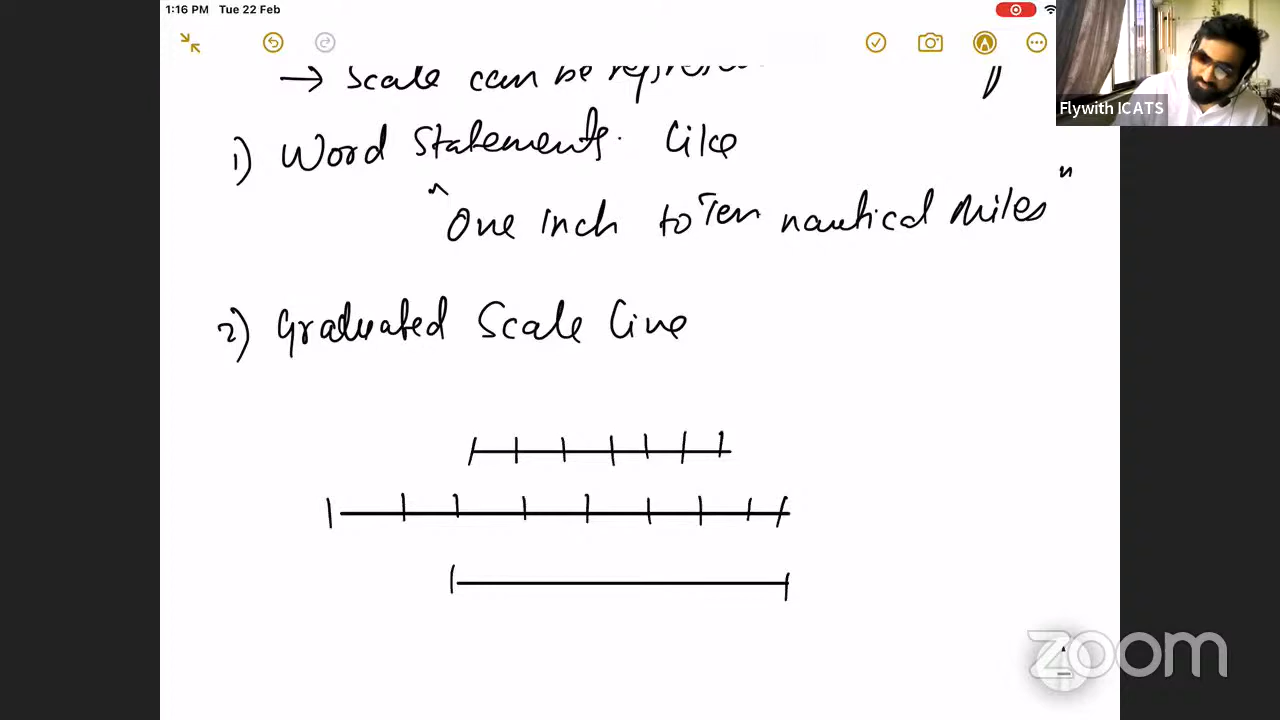 1:16 PM Tue 22 Feb
→ Scale can be
Flywith ICATS
1) Word Statements. Like
"One inch to Ten nautical Miles"
2) Graduated Scale line
zoom